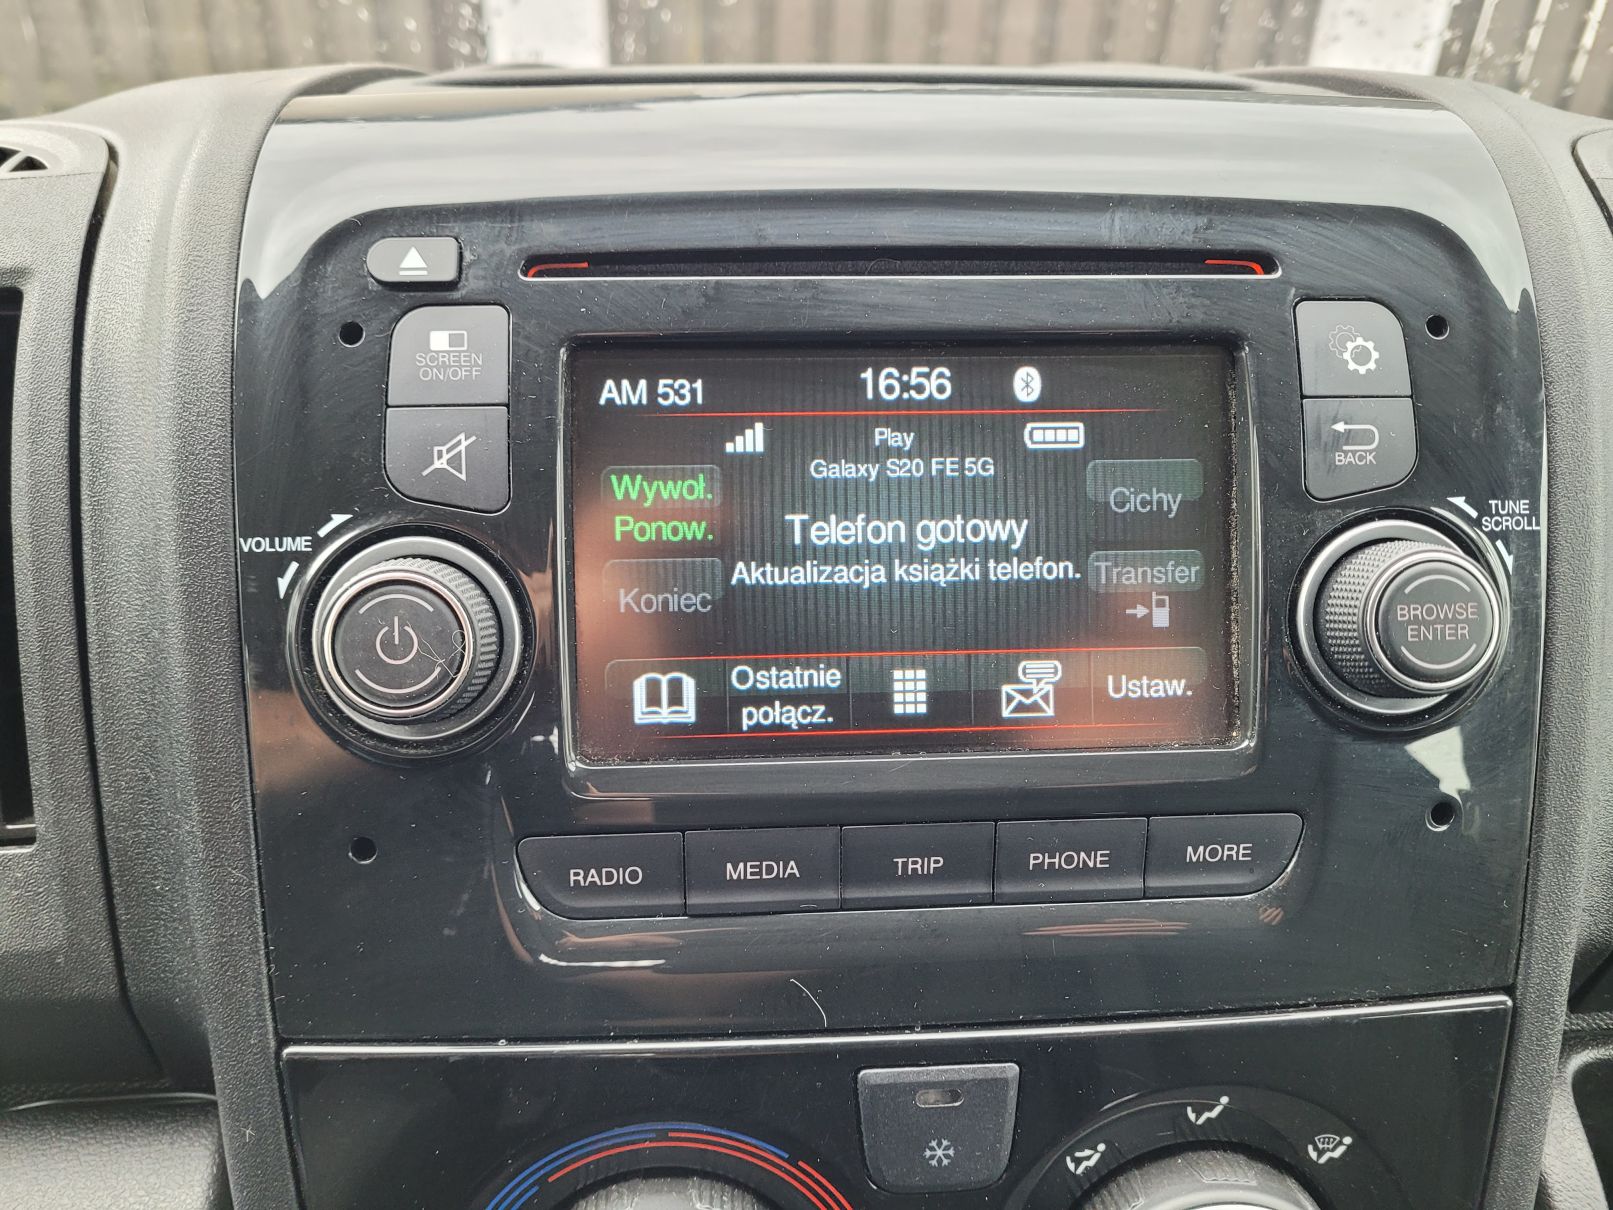 SCREEN
ON/OFF
AM 531
16:56
Play
Galaxy S20 FE 5G
Wywoł.
Ponow.
Cichy
Telefon gotowy
Aktualizacja książki telefon.
Koniec
Transfer
Ostatnie
połącz.
Ustaw.
BACK
VOLUME
TUNE
SCROLL
BROWSE
ENTER
RADIO
MEDIA
TRIP
PHONE
MORE